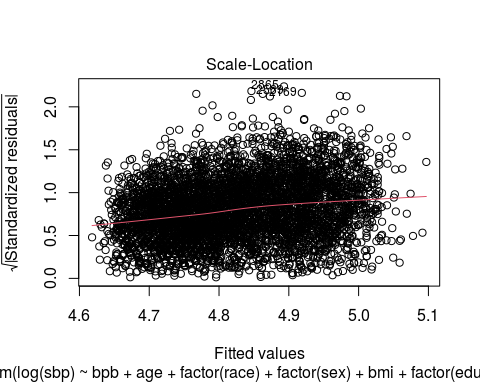 Scale-Location
√|Standardized residuals|
2.0
1.5
1.0
0.5
0.0
2865
4.6 4.7 4.8 4.9 5.0 5.1
Fitted values
m(log(sbp) ~ bpb + age + factor(race) + factor(sex) + bmi + factor(edu